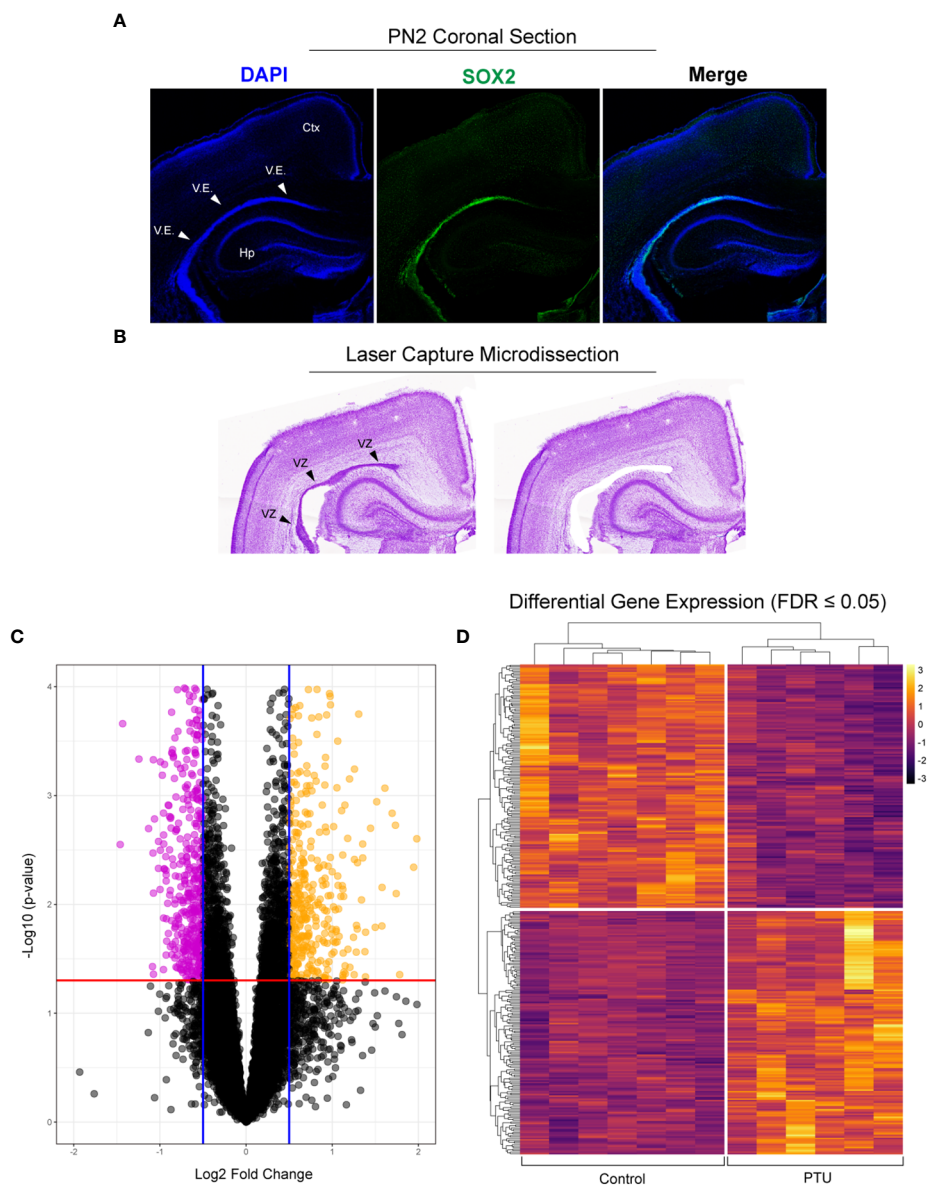 A
PN2 Coronal Section
DAPI
SOX2
Merge
Ctx
V.E.
V.E.
V.E.
Hp
B
Laser Capture Microdissection
VZ
VZ
VZ
C
D
Differential Gene Expression (FDR ≤ 0.05)
4
3
2
1
0
-Log10 (p-value)
-2
-1
0
1
2
Log2 Fold Change
3
2
1
0
-1
-2
-3
Control
PTU